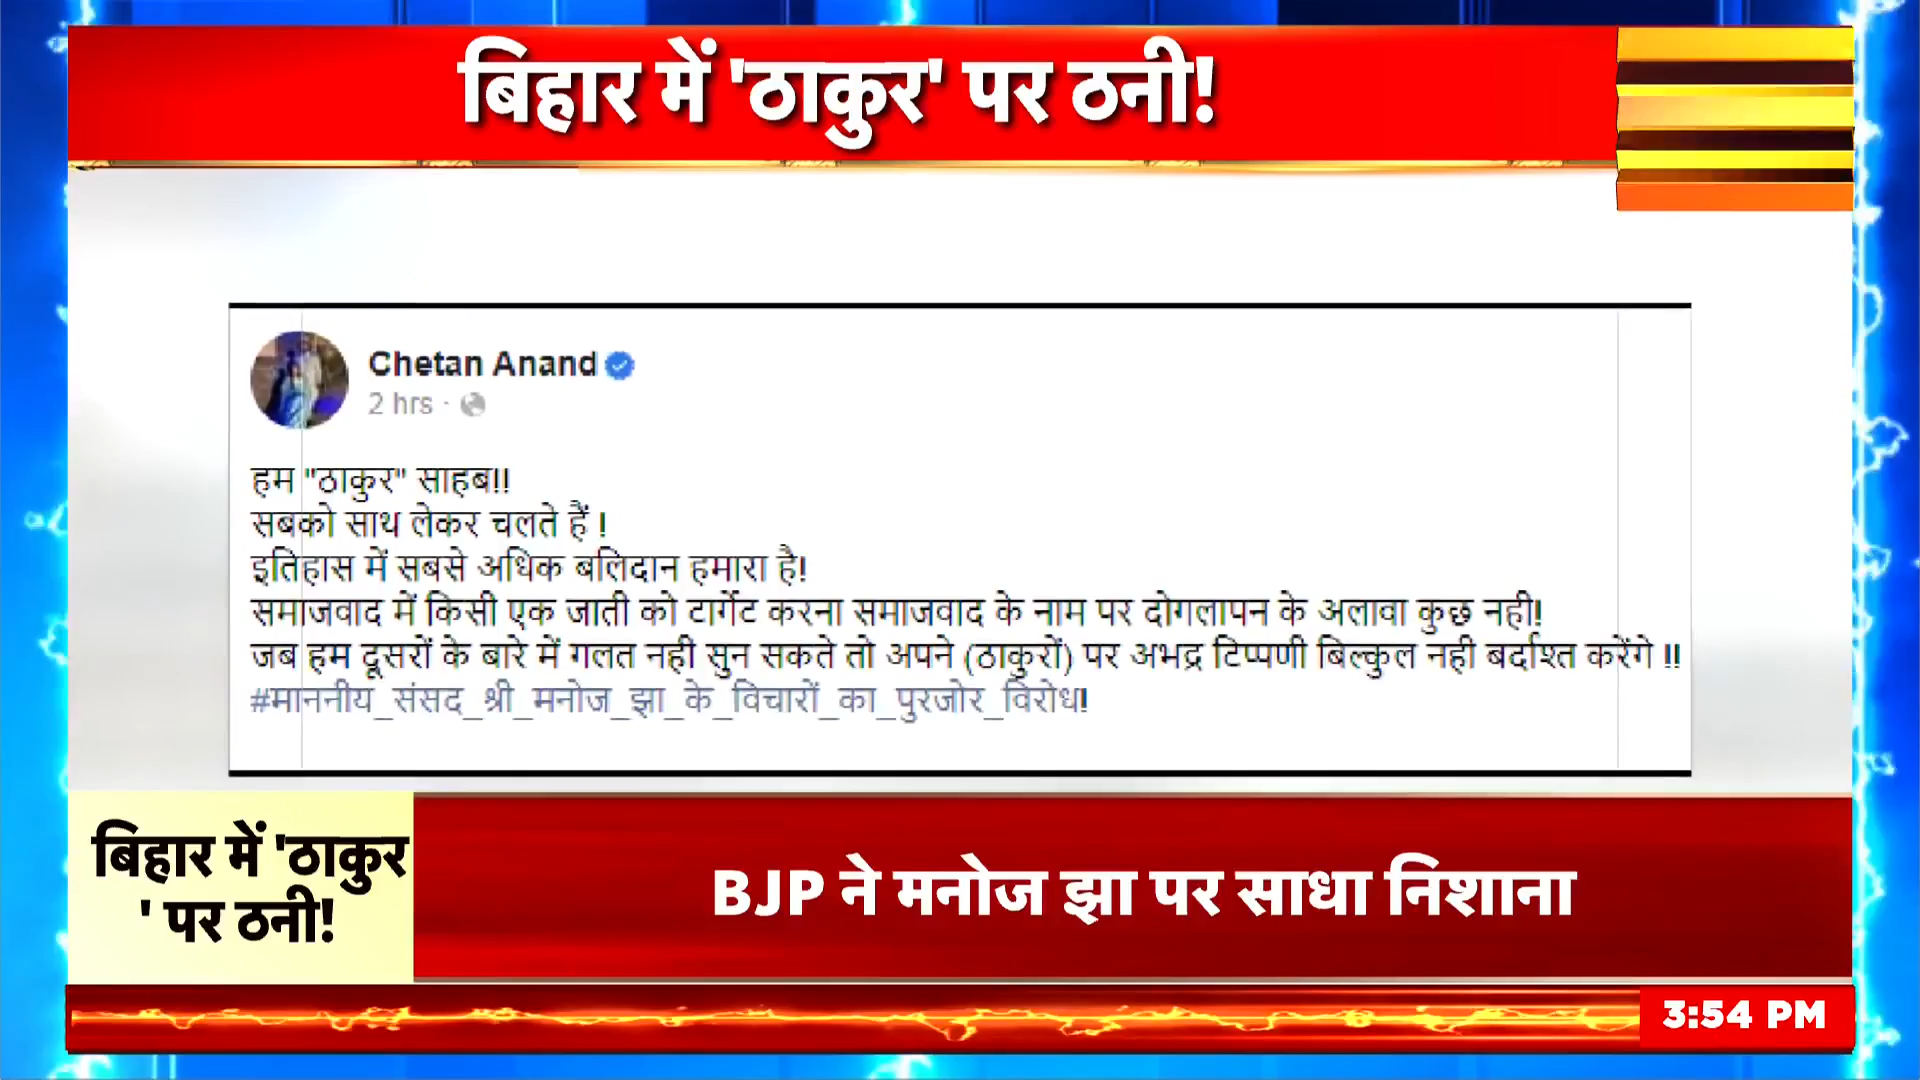 बिहार में 'ठाकुर' पर ठनी!
Chetan Anand
2 hrs ·
हम "ठाकुर" साहब!!
सबको साथ लेकर चलते हैं !
इतिहास में सबसे अधिक बलिदान हमारा है!
समाजवाद में किसी एक जाती को टार्गेट करना समाजवाद के नाम पर दोगलापन के अलावा कुछ नही!
जब हम दूसरों के बारे में गलत नही सुन सकते तो अपने (ठाकुरों) पर अभद्र टिप्पणी बिल्कुल नही बर्दाश्त करेंगे !!
#माननीय_संसद_श्री_मनोज_झा_के_विचारों_का_पुरजोर_विरोध!
बिहार में 'ठाकुर
' पर ठनी!
BJP ने मनोज झा पर साधा निशाना
3:54 PM